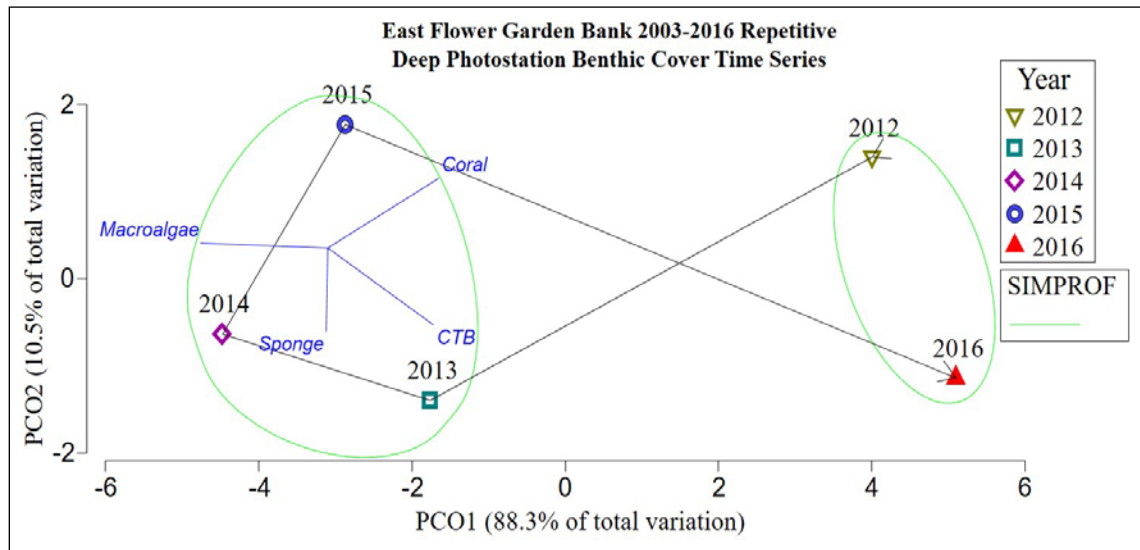 East Flower Garden Bank 2003-2016 Repetitive
Deep Photostation Benthic Cover Time Series
Year
2012
2013
2014
2015
2016
SIMPROF
2015
2012
Coral
Macroalgae
2014
Sponge
CTB
2013
2016
2
0
-2
PCO2 (10.5% of total variation)
-6
-4
-2
0
2
4
6
PCO1 (88.3% of total variation)